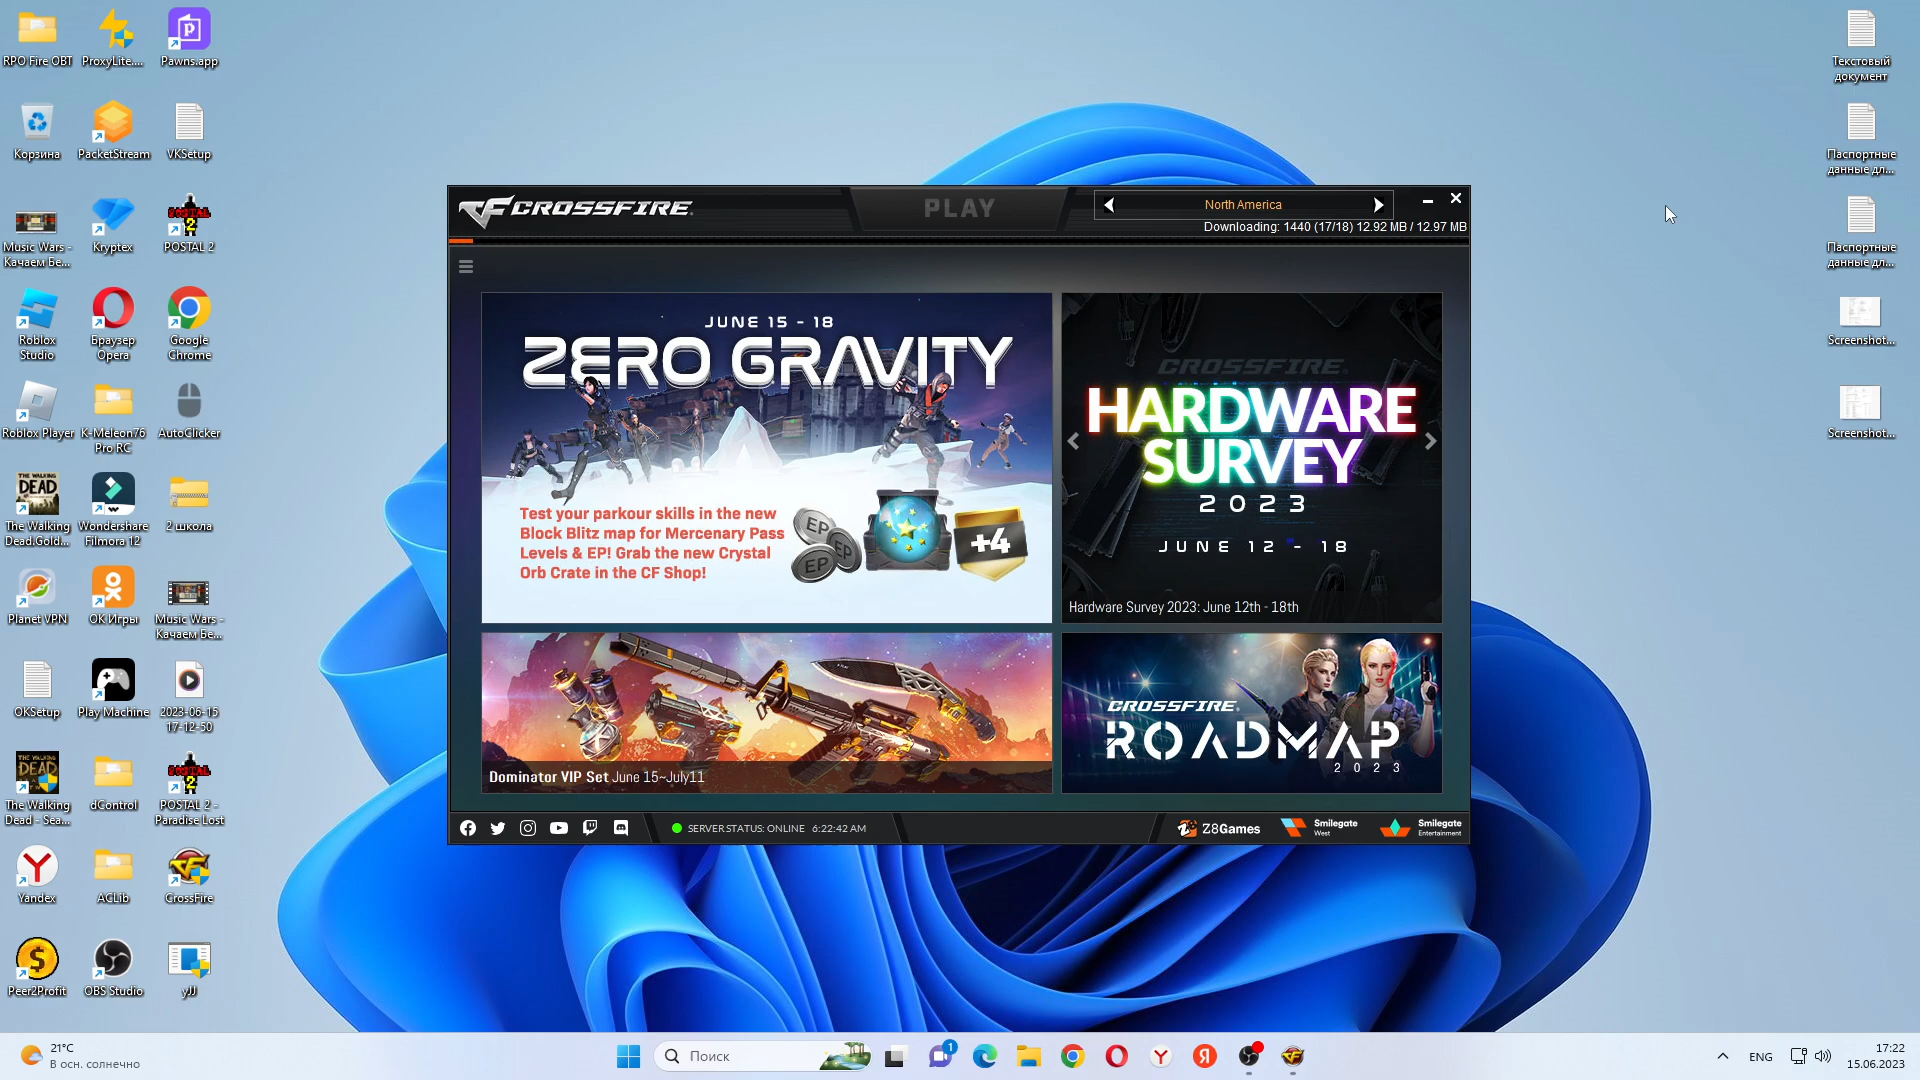 RPO Fire OBT
ProxyLite....
Pawns.app
Корзина
PacketStream
VKSetup
Music Wars -
Качаем Бе...
Kryptex
POSTAL 2
Roblox
Studio
Браузер
Opera
Google
Chrome
Roblox Player
K-Meleon76
Pro RC
AutoClicker
The Walking
Dead.Gold...
Wondershare
Filmora 12
2 школа
Planet VPN
ОК Игры
Music Wars -
Качаем Бе...
OKSetup
Play Machine
2023-06-15
17-12-50
The Walking
Dead - Sea...
dControl
POSTAL 2 -
Paradise Lost
Yandex
ACLib
CrossFire
Peer2Profit
OBS Studio
yJJ
CROSSFIRE
PLAY
North America
Downloading: 1440 (17/18) 12.92 MB / 12.97 MB
JUNE 15 - 18
ZERO GRAVITY
Test your parkour skills in the new
Block Blitz map for Mercenary Pass
Levels & EP! Grab the new Crystal
Orb Crate in the CF Shop!
EP
EP
EP
+4
CROSSFIRE
HARDWARE
SURVEY
2023
JUNE 12 - 18
Hardware Survey 2023: June 12th - 18th
Dominator VIP Set June 15~July11
CROSSFIRE
ROADMAP
2023
SERVER STATUS: ONLINE 6:22:42 AM
Z8Games
Smilegate
West
Smilegate
Entertainment
Текстовый
документ
Паспортные
данные дл...
Паспортные
данные дл...
Screenshot...
Screenshot...
21°C
В осн. солнечно
Поиск
1
ENG
17:22
15.06.2023